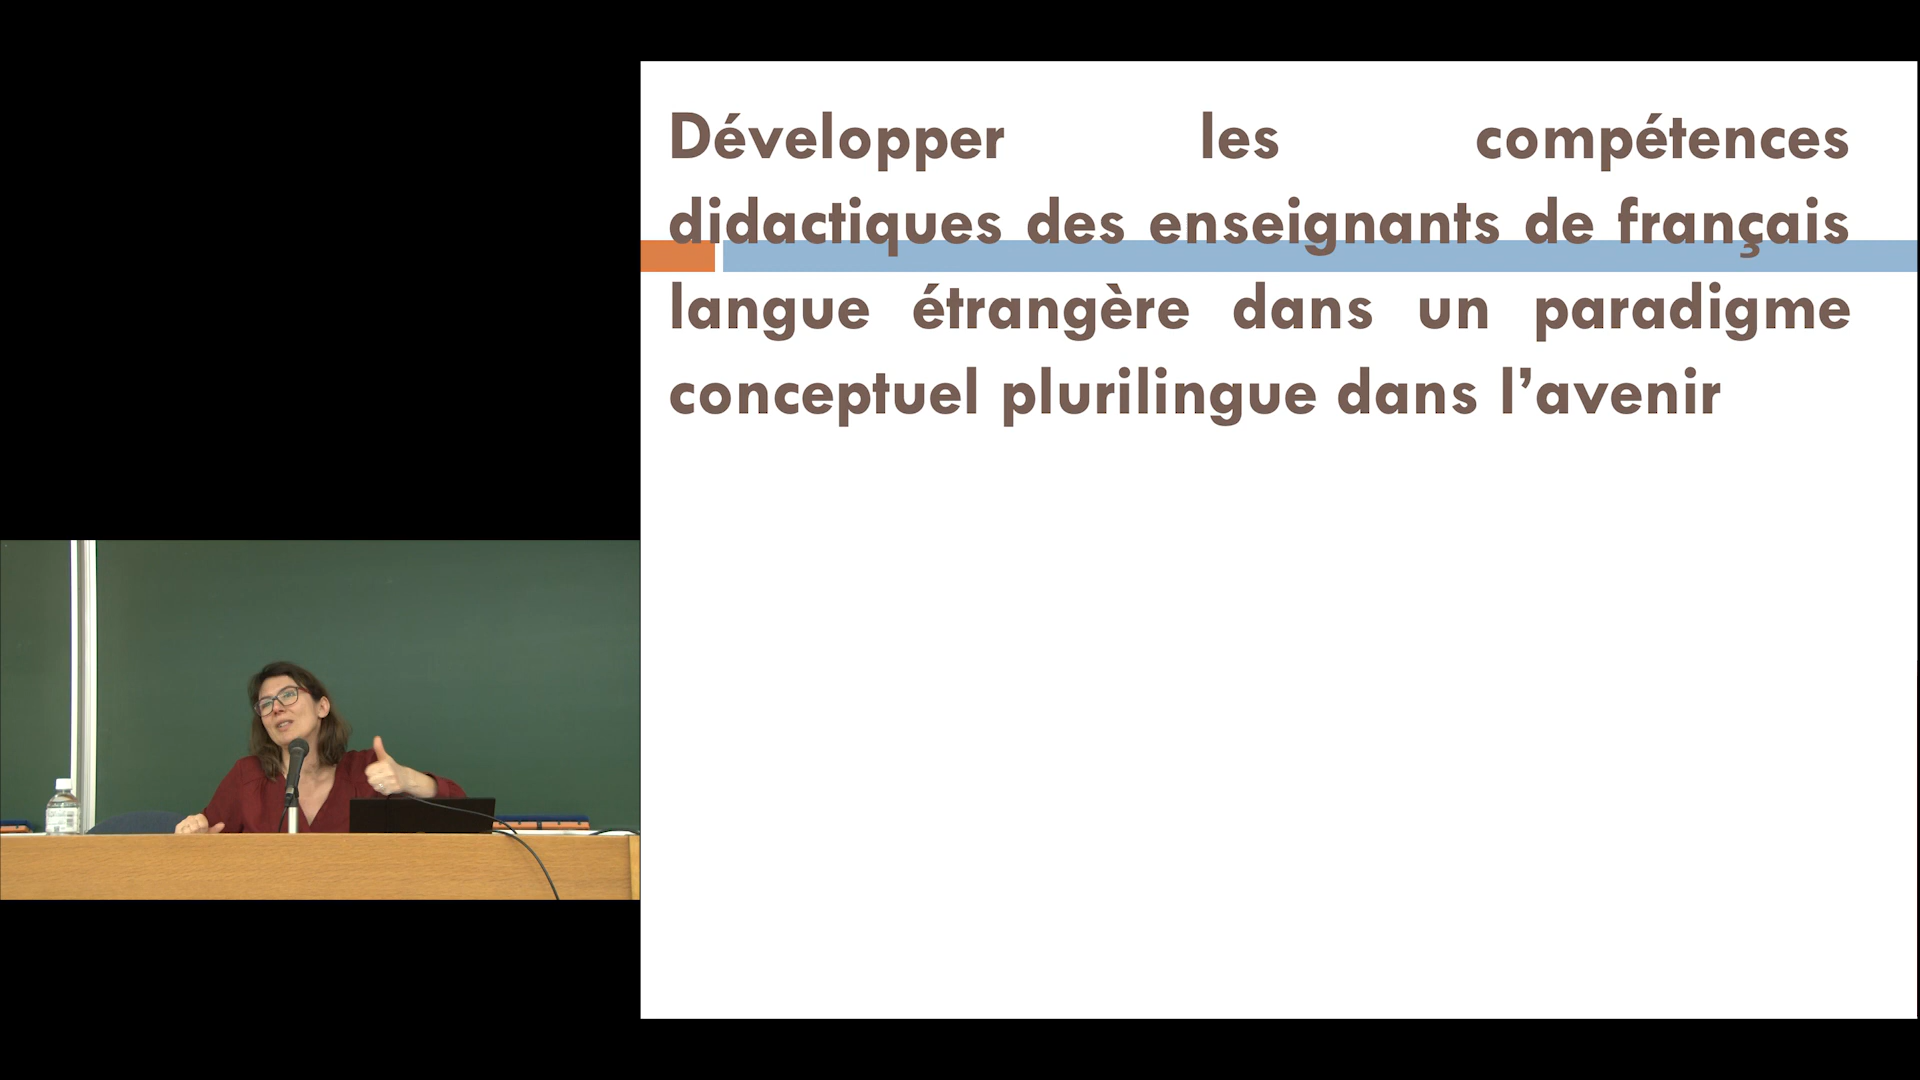 Développer les compétences
didactiques des enseignants de français
langue étrangère dans un paradigme
conceptuel plurilingue dans l’avenir